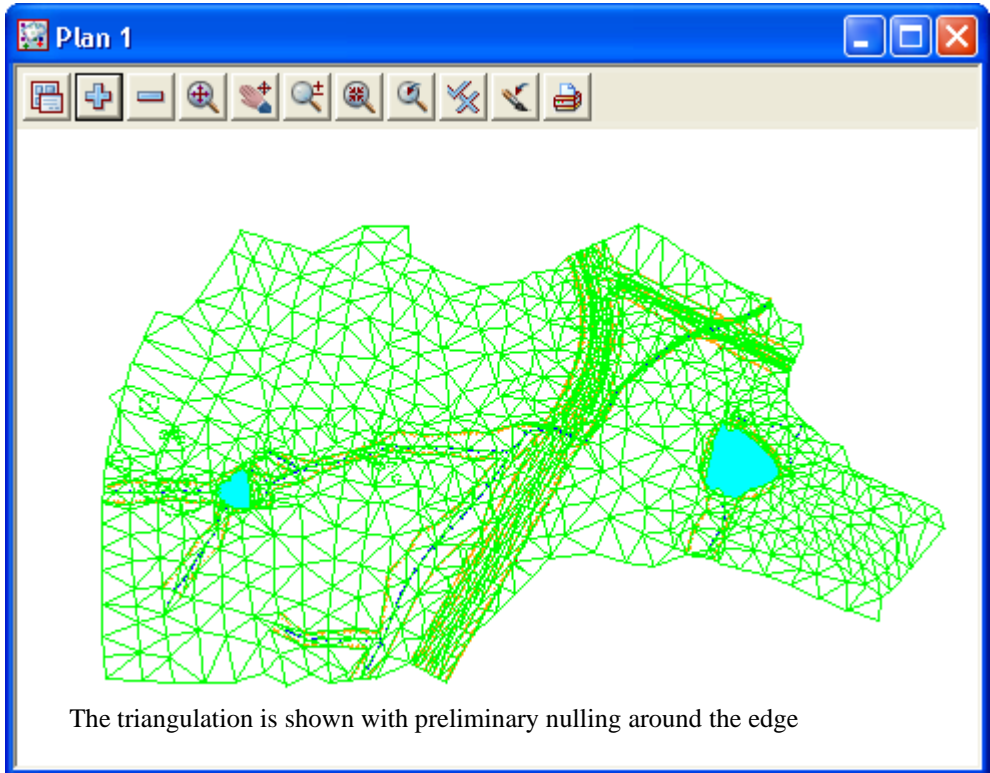 Plan 1
The triangulation is shown with preliminary nulling around the edge